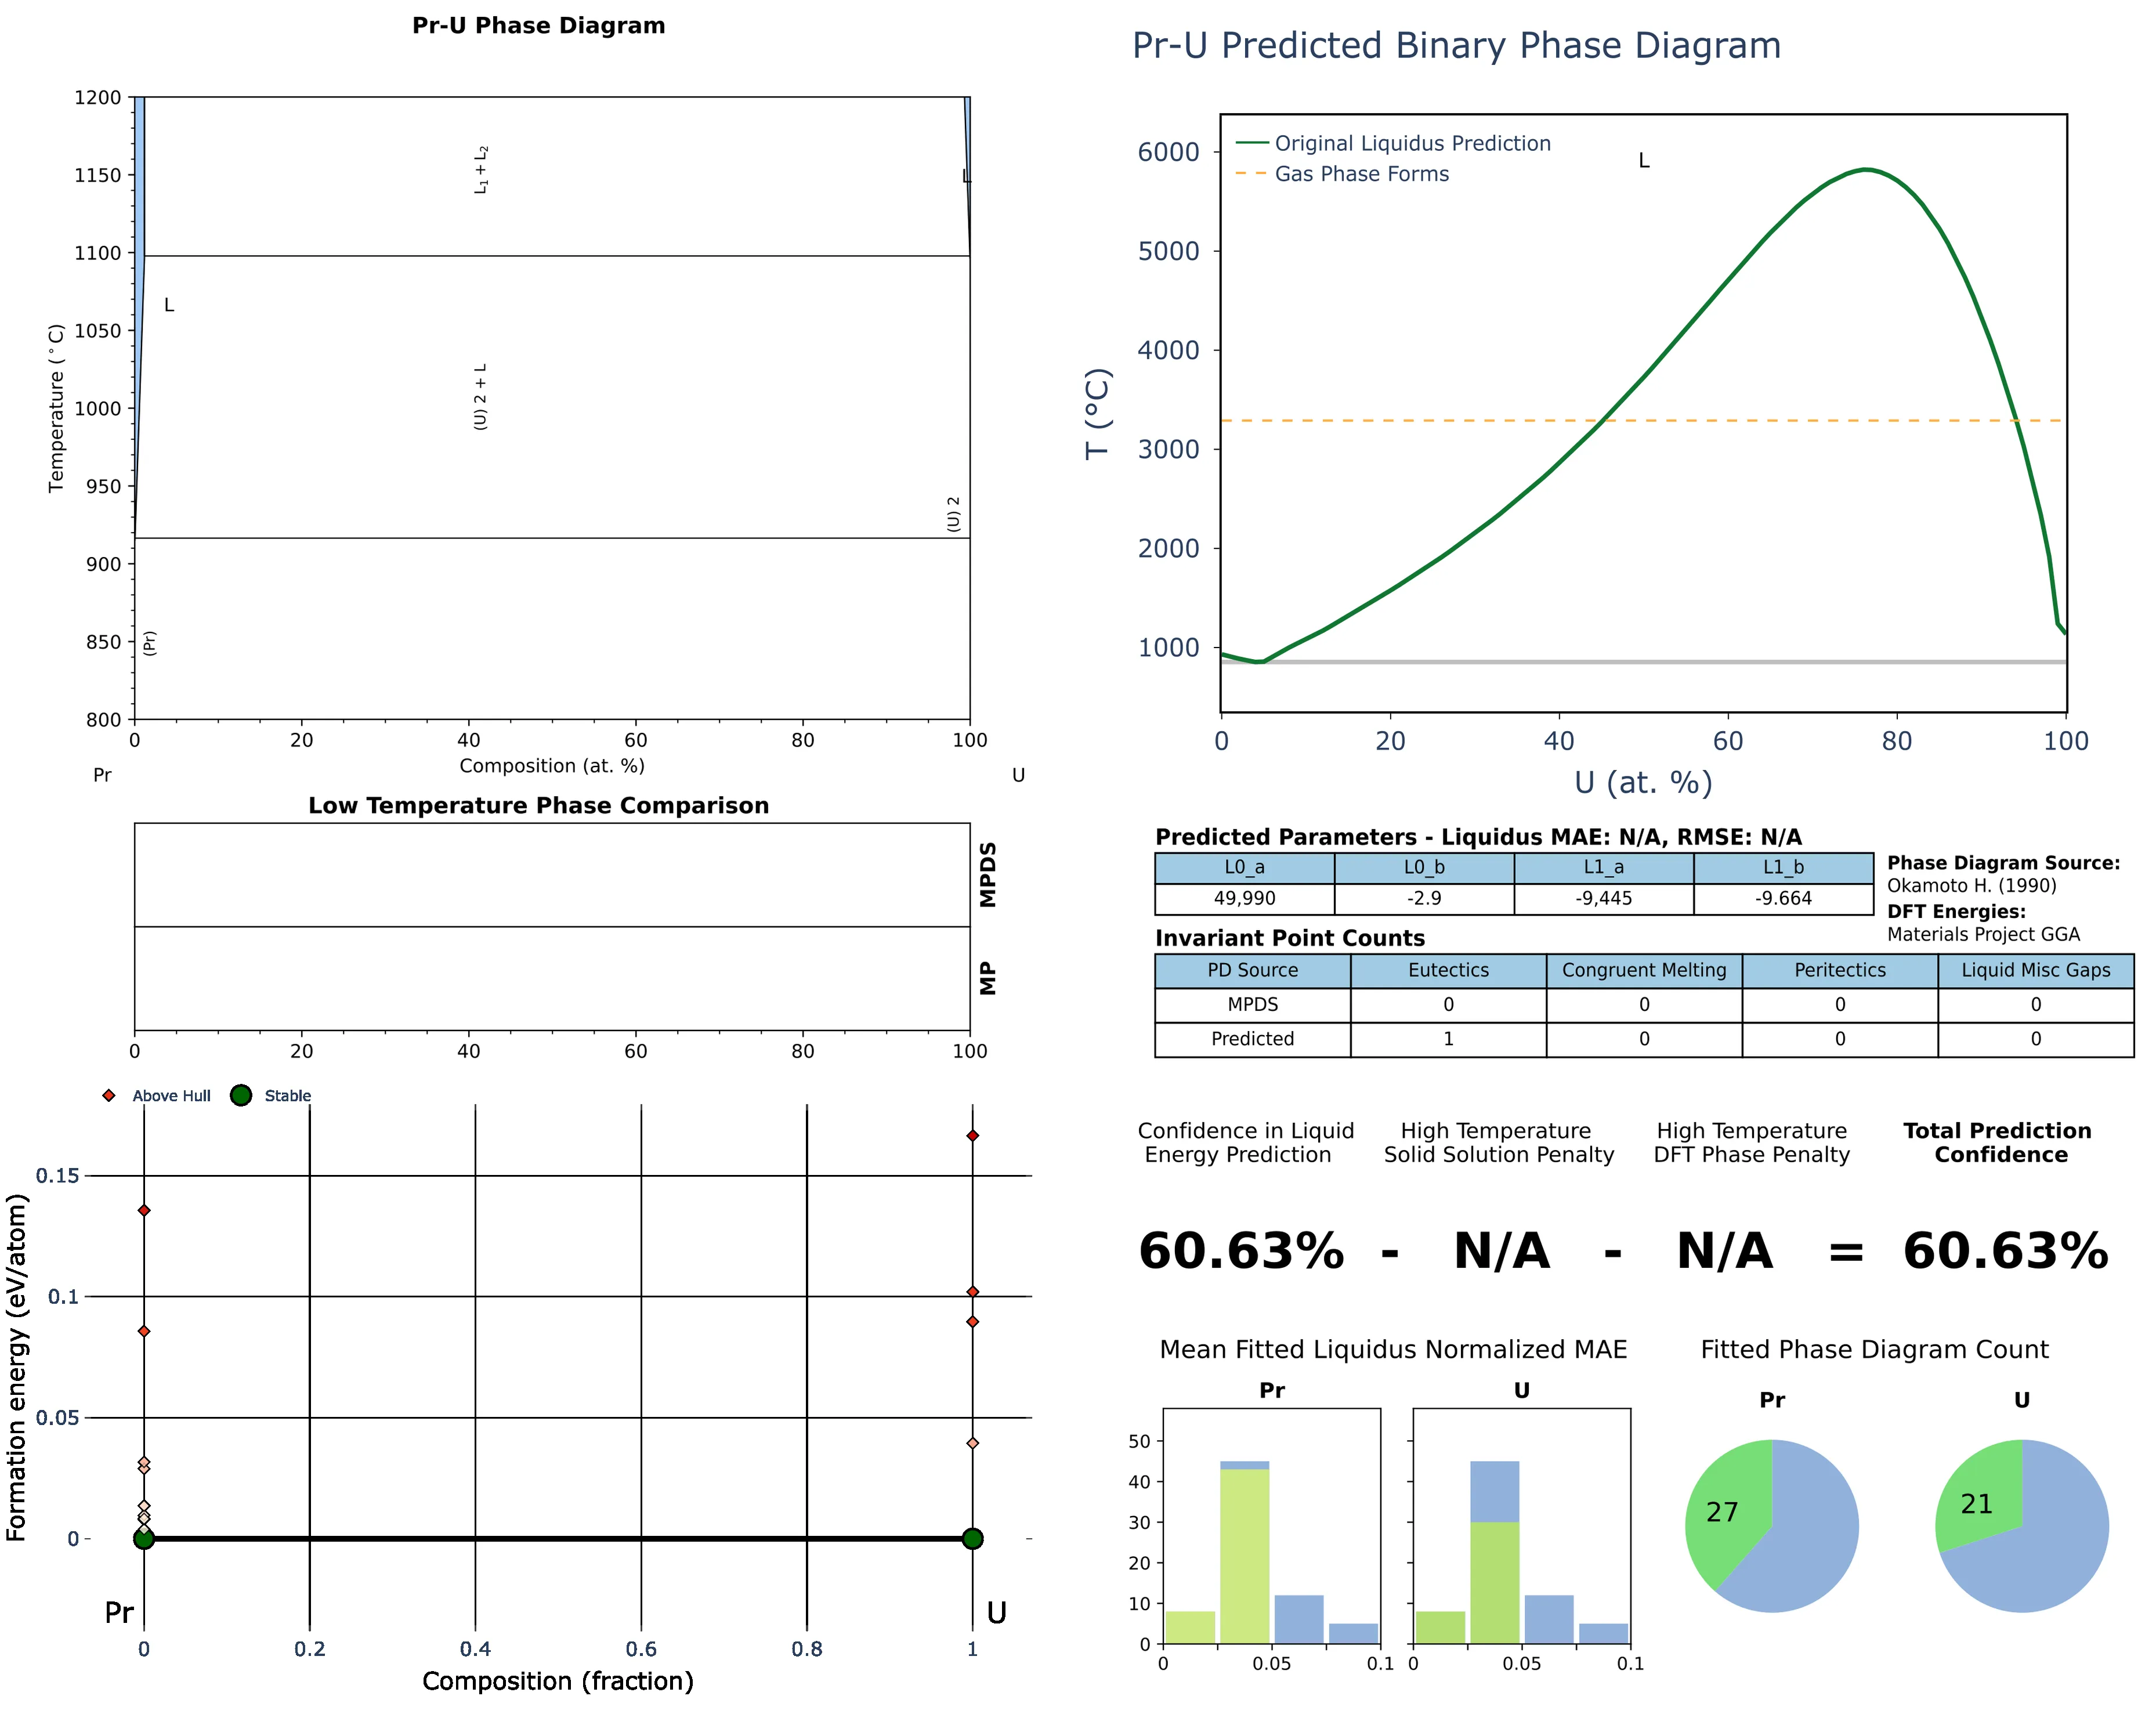 Pr-U Phase Diagram
1200
1150
1100
1050
1000
950
900
850
800
Temperature (°C)
L₁ + L₂
L
L
(U) 2 + L
(U) 2
(Pr)
0 20 40 60 80 100
Composition (at. %)
Pr U
Low Temperature Phase Comparison
MPDS
MP
0 20 40 60 80 100
Above Hull Stable
0.15
0.1
0.05
0
Formation energy (eV/atom)
Pr U
0 0.2 0.4 0.6 0.8 1
Composition (fraction)
Pr-U Predicted Binary Phase Diagram
Original Liquidus Prediction
Gas Phase Forms
L
6000
5000
4000
3000
2000
1000
T (°C)
0 20 40 60 80 100
U (at. %)
Predicted Parameters - Liquidus MAE: N/A, RMSE: N/A
L0_a L0_b L1_a L1_b
49,990 -2.9 -9,445 -9.664
Phase Diagram Source:
Okamoto H. (1990)
DFT Energies:
Materials Project GGA
Invariant Point Counts
PD Source Eutectics Congruent Melting Peritectics Liquid Misc Gaps
MPDS 0 0 0 0
Predicted 1 0 0 0
Confidence in Liquid
Energy Prediction
High Temperature
Solid Solution Penalty
High Temperature
DFT Phase Penalty
Total Prediction
Confidence
60.63% - N/A - N/A = 60.63%
Mean Fitted Liquidus Normalized MAE
Pr U
50
40
30
20
10
0
0 0.05 0.1 0 0.05 0.1
Fitted Phase Diagram Count
Pr U
27 21